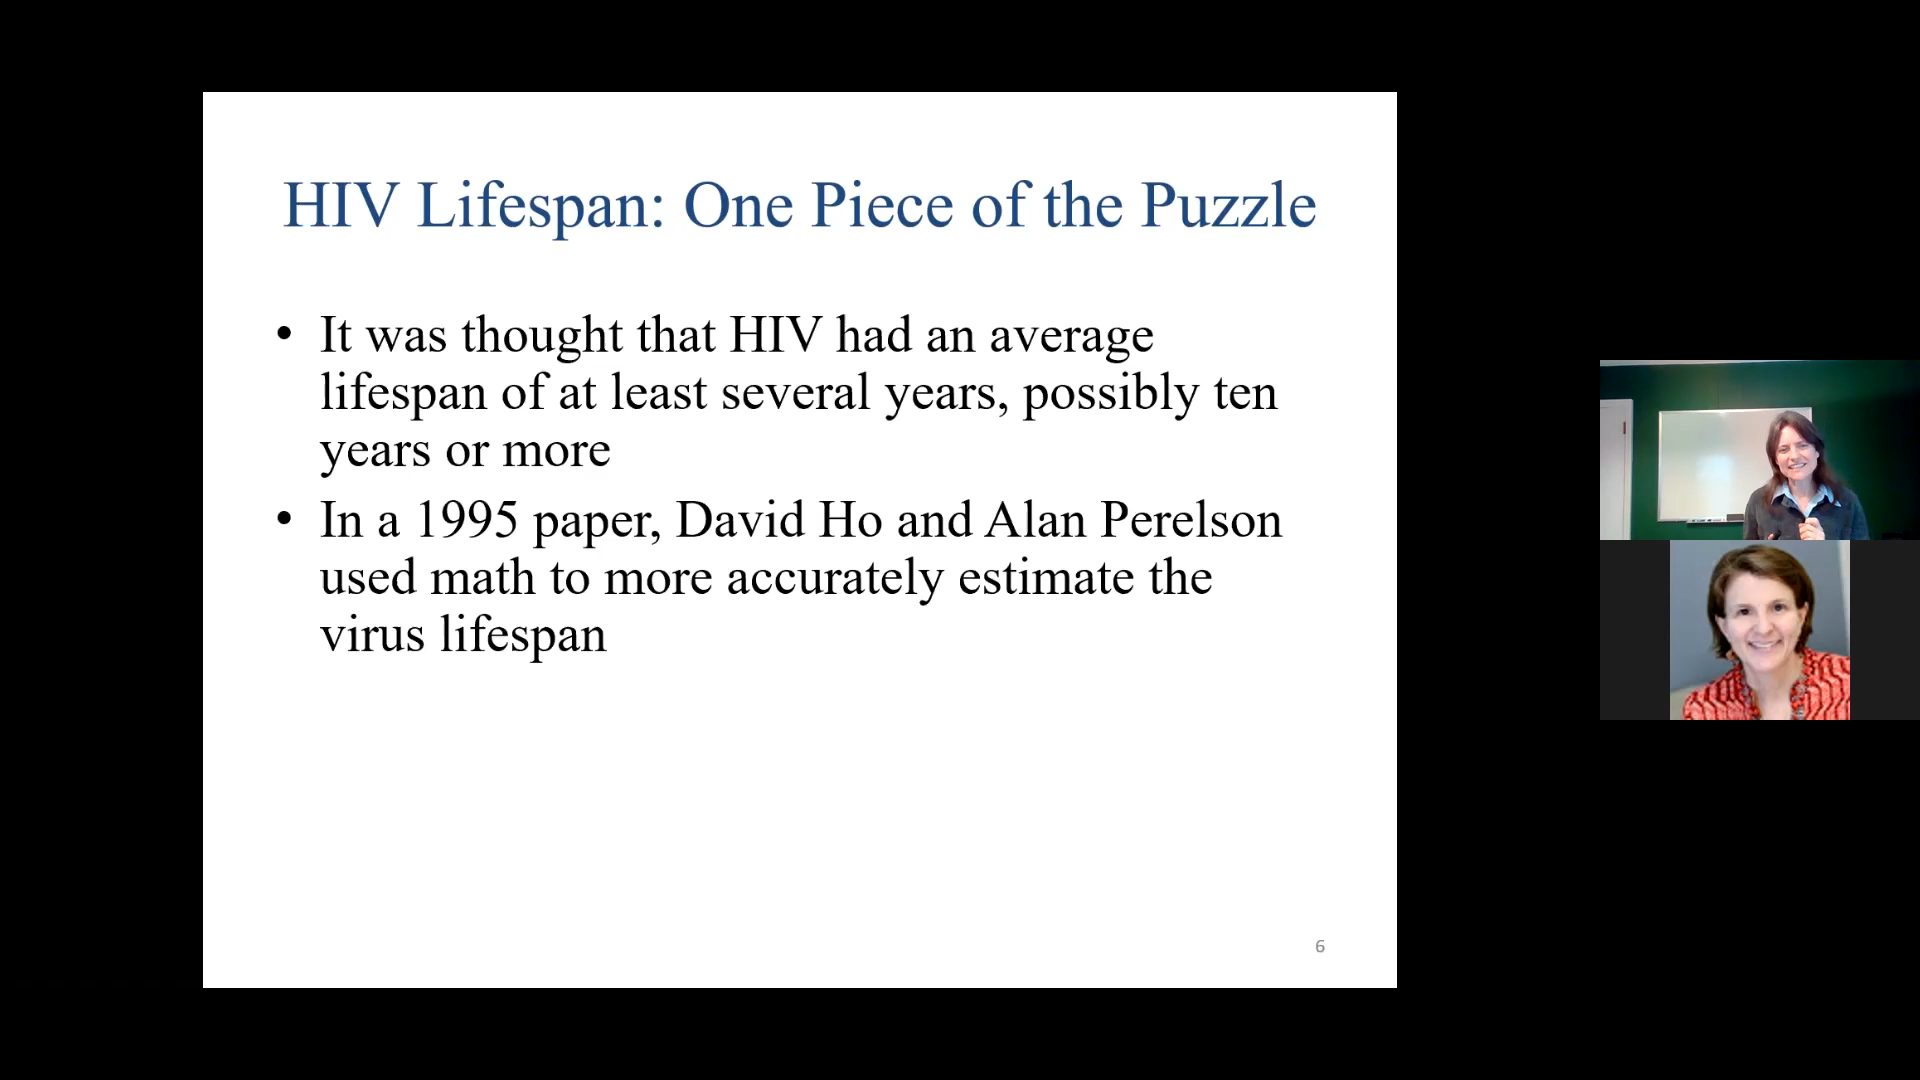 HIV Lifespan: One Piece of the Puzzle
• It was thought that HIV had an average
lifespan of at least several years, possibly ten
years or more
• In a 1995 paper, David Ho and Alan Perelson
used math to more accurately estimate the
virus lifespan
6